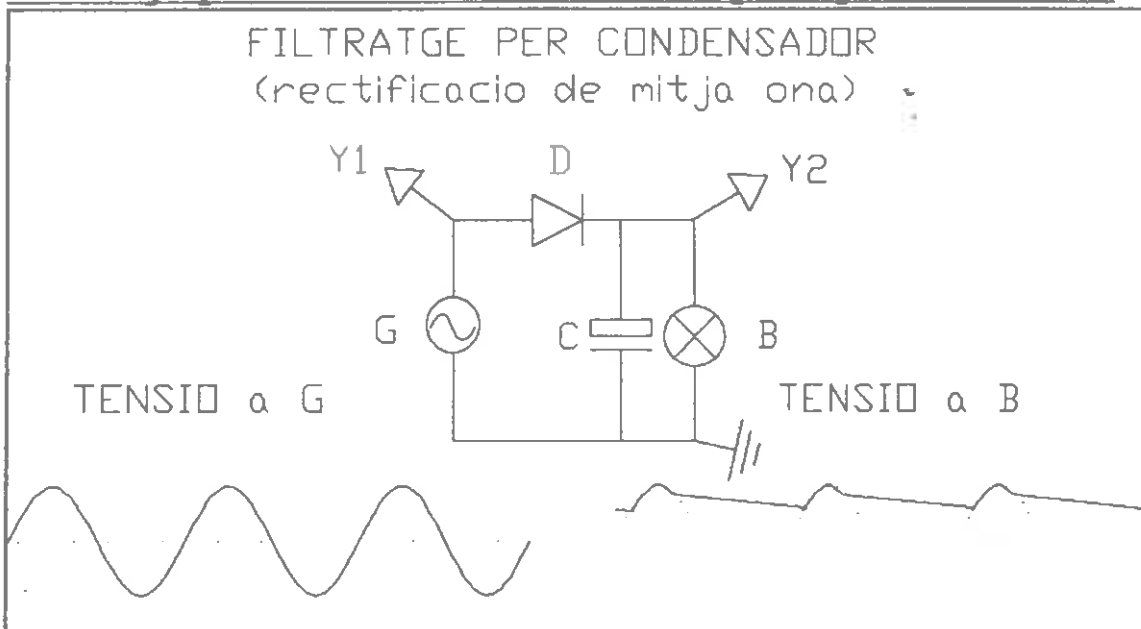 FILTRATGE PER CONDENSADOR
(rectificacio de mitja ona)
Y1
D
Y2
G
C
B
TENSIO a G
TENSIO a B